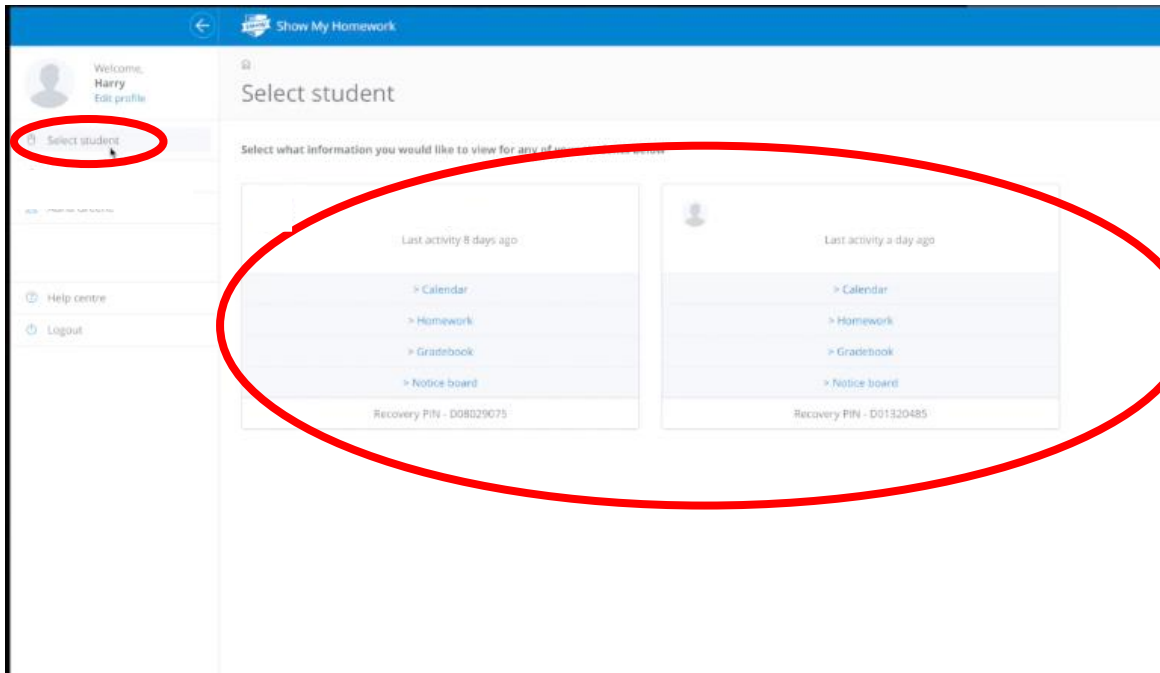 Show My Homework
Welcome,
Harry
Edit profile
Select student
Help centre
Logout
Select student
Select what information you would like to view for any of your below
Last activity 8 days ago
> Calendar
> Homework
> Gradebook
> Notice board
Recovery PIN - D08029075
Last activity a day ago
> Calendar
> Homework
> Gradebook
> Notice board
Recovery PIN - D01320485